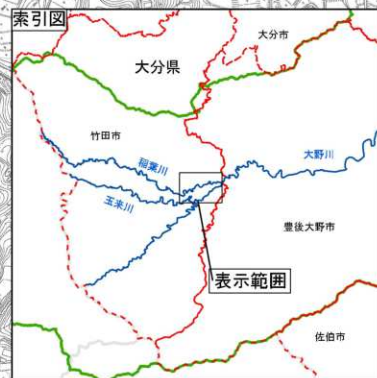 索引図
大分市
大分県
竹田市
稲葉川
大野川
玉来川
豊後大野市
表示範囲
佐伯市